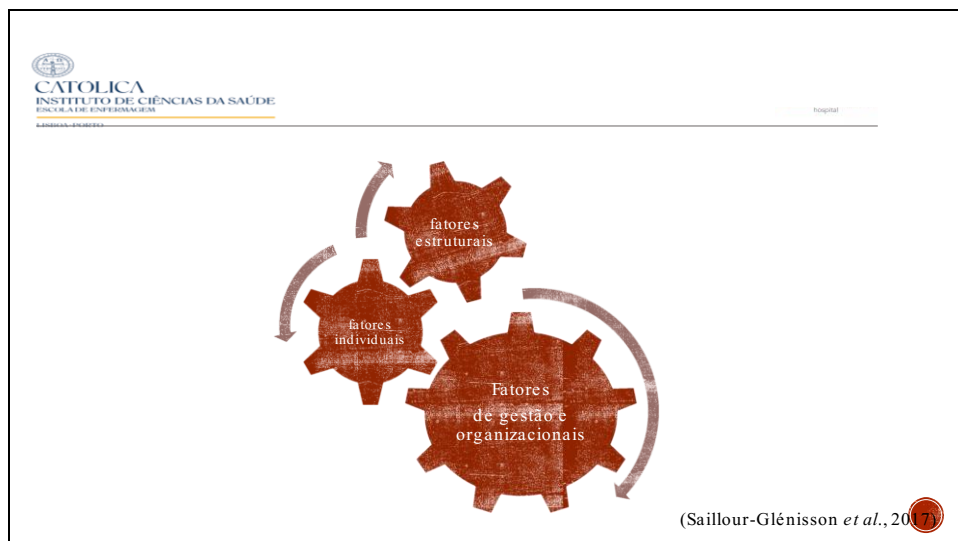 CATOLICA
INSTITUTO DE CIÊNCIAS DA SAÚDE
ESCOLA DE ENFERMAGEM
LISBOA-PORTO
hospital
fatores
estruturais
fatores
individuais
Fatores
de gestão e
organizacionais
(Saillour-Glénisson et al., 2017)